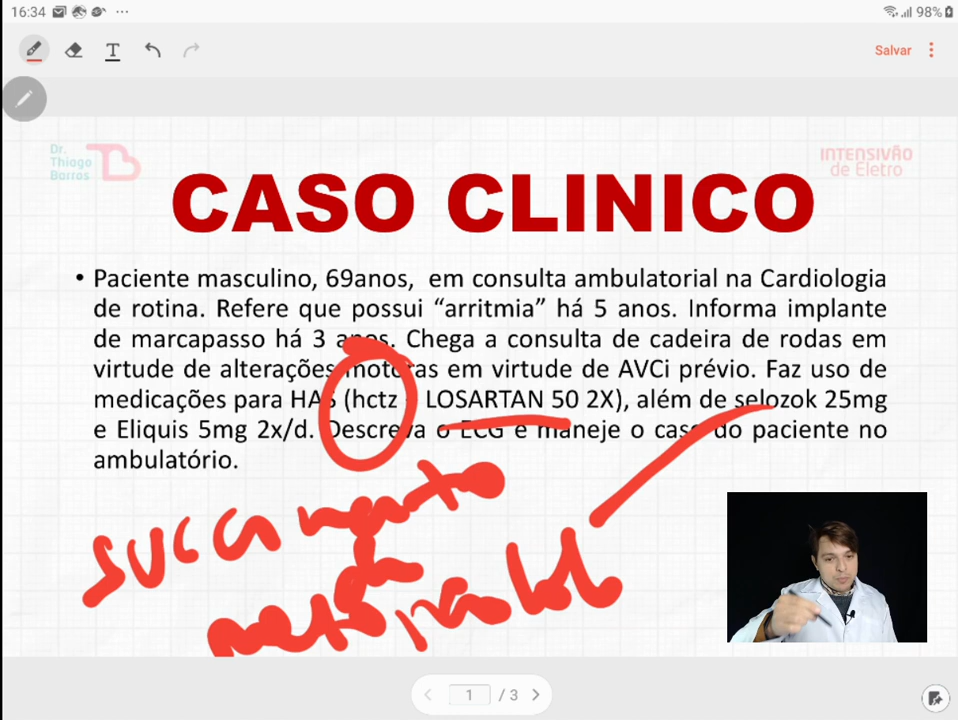 16:34
98%
T
Salvar
Dr.
Thiago
Barros
TB
INTENSIVÃO
de Eletro
CASO CLINICO
• Paciente masculino, 69anos, em consulta ambulatorial na Cardiologia
de rotina. Refere que possui “arritmia” há 5 anos. Informa implante
de marcapasso há 3 anos. Chega a consulta de cadeira de rodas em
virtude de alterações motoras em virtude de AVCi prévio. Faz uso de
medicações para HAS (hctz LOSARTAN 50 2X), além de selozok 25mg
e Eliquis 5mg 2x/d. Descreva o ECG e maneje o caso do paciente no
ambulatório.
succinato
de
metoprolol
1 / 3